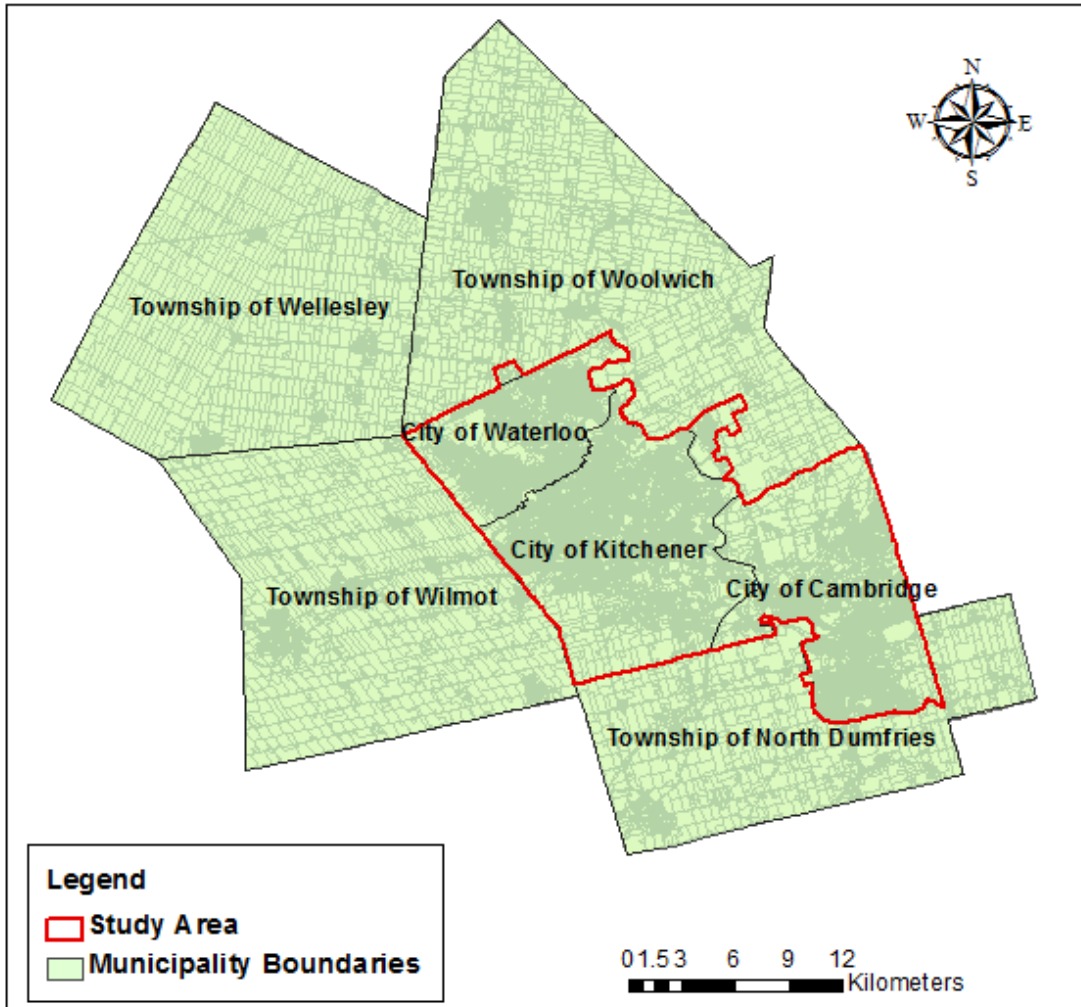 N
W E
S
Township of Woolwich
Township of Wellesley
City of Waterloo
City of Kitchener
City of Cambridge
Township of Wilmot
Township of North Dumfries
Legend
Study Area
Municipality Boundaries
0 1.5 3 6 9 12
Kilometers